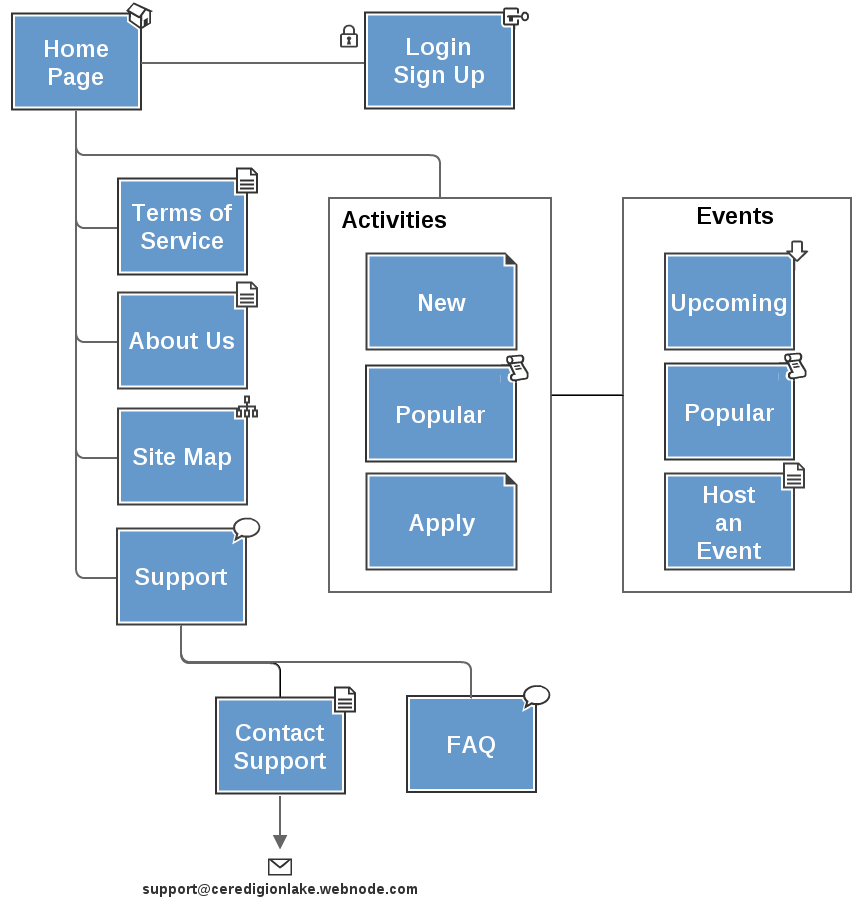 Home
Page
Login
Sign Up
Terms of
Service
About Us
Site Map
Support
Activities
New
Popular
Apply
Events
Upcoming
Popular
Host
an
Event
Contact
Support
FAQ
support@ceredigionlake.webnode.com